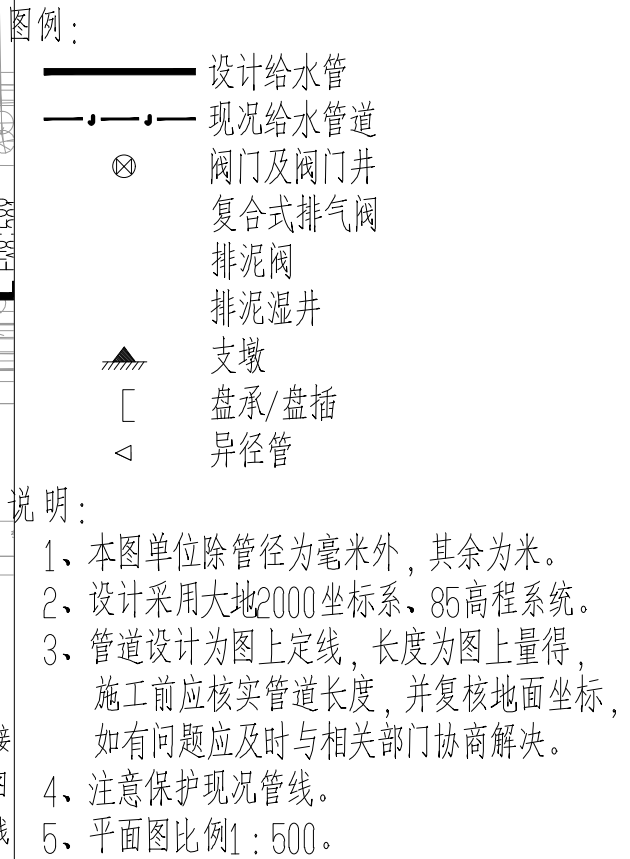 图例：
设计给水管
现况给水管道
阀门及阀门井
复合式排气阀
排泥阀
排泥湿井
支墩
盘承/盘插
异径管
说明：
1、本图单位除管径为毫米外，其余为米。
2、设计采用大地2000坐标系、85高程系统。
3、管道设计为图上定线，长度为图上量得，
施工前应核实管道长度，并复核地面坐标，
如有问题应及时与相关部门协商解决。
4、注意保护现况管线。
5、平面图比例1：500。
接
图
线